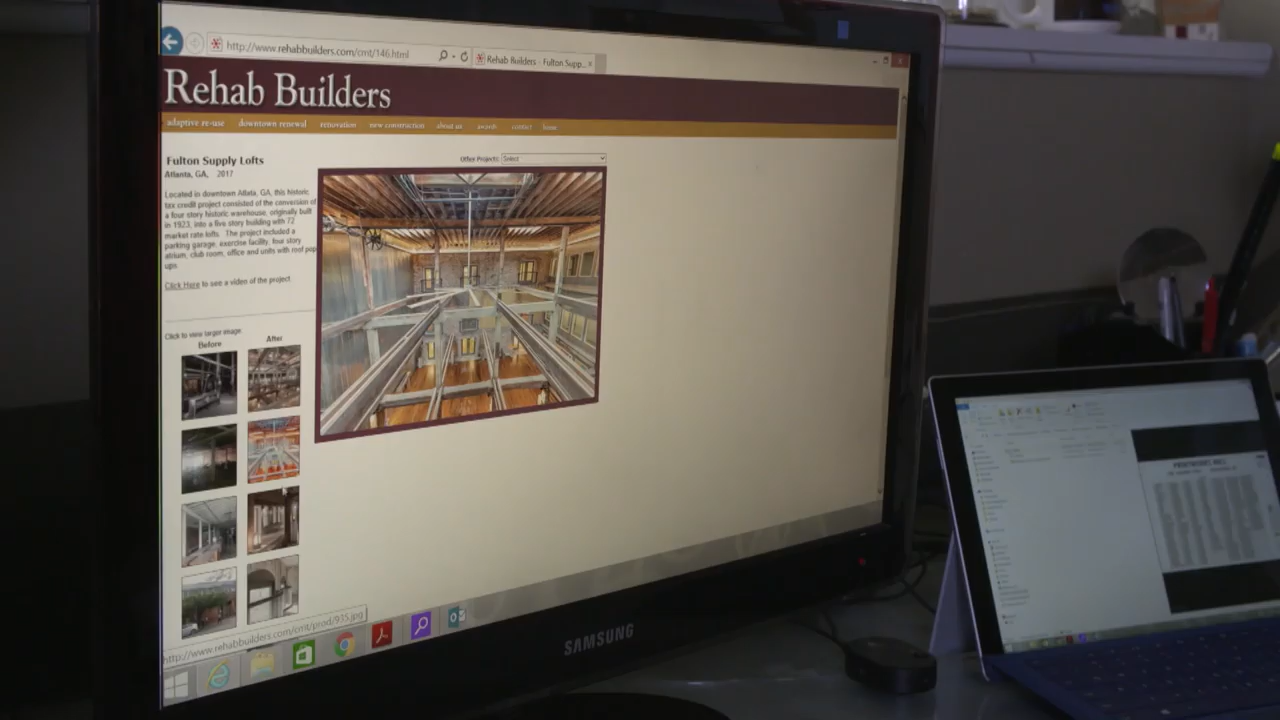 http://www.rehabbuilders.com/cmt/146.html
Rehab Builders - Fulton Supp...
Rehab Builders
adaptive re-use downtown renewal renovation new construction about us awards contact home
Fulton Supply Lofts
Other Projects: Select
Atlanta, GA, 2017
Located in downtown Atlata, GA, this historic
tax credit project consisted of the conversion of
a four story historic warehouse, originally built
in 1923, into a five story building with 72
market rate lofts. The project included a
parking garage, exercise facility, four story
atrium, club room, office and units with roof pop
ups.
Click Here to see a video of the project
Click to view larger image
Before After
http://www.rehabbuilders.com/cmt/prod/935.jpg
SAMSUNG